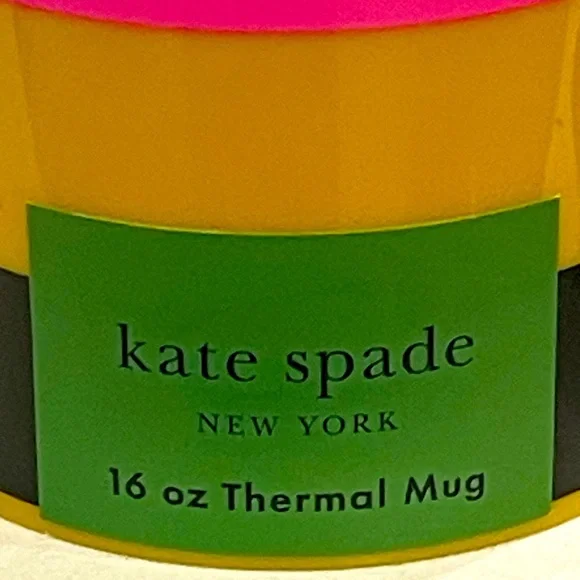 kate spade
NEW YORK
16 oz Thermal Mug